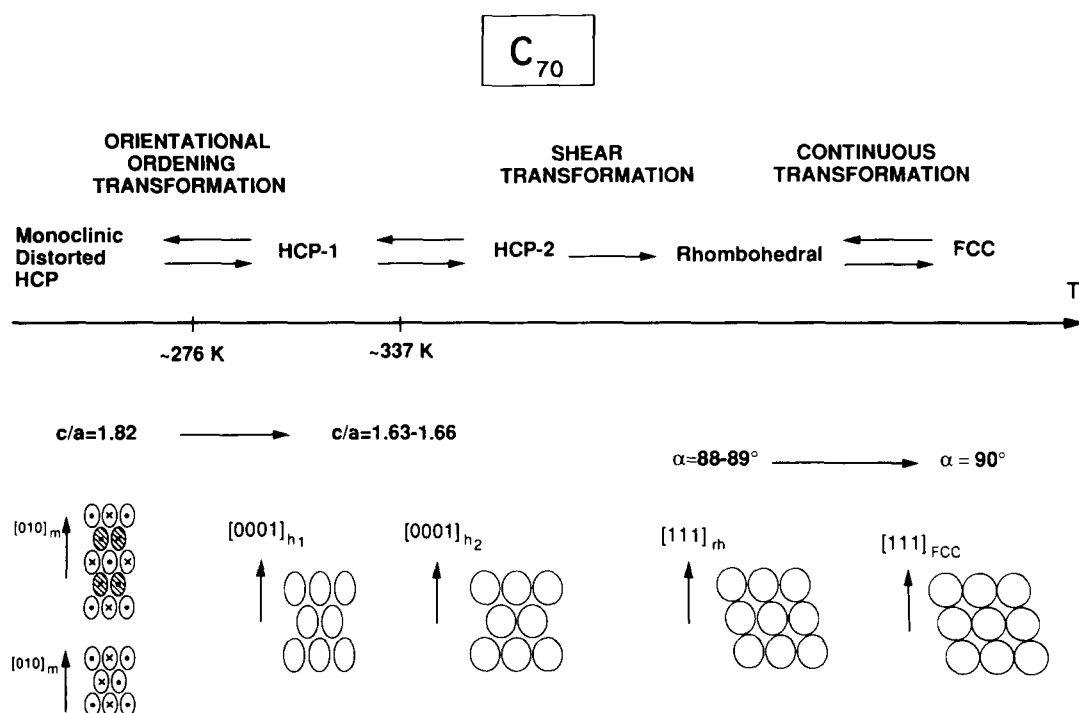 C70
ORIENTATIONAL
ORDENING
TRANSFORMATION
SHEAR
TRANSFORMATION
CONTINUOUS
TRANSFORMATION
Monoclinic
Distorted
HCP
HCP-1
HCP-2
Rhombohedral
FCC
T
~276 K
~337 K
c/a=1.82
c/a=1.63-1.66
α=88-89°
α = 90°
[010]m
[0001]h1
[0001]h2
[111]rh
[111]FCC
[010]m